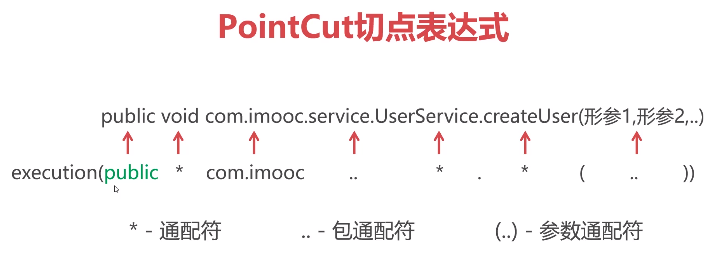 PointCut切点表达式
public void com.imooc.service.UserService.createUser(形参1,形参2,..)
execution(public * com.imooc .. * . * ( .. ))
* - 通配符 .. - 包通配符 (..) - 参数通配符